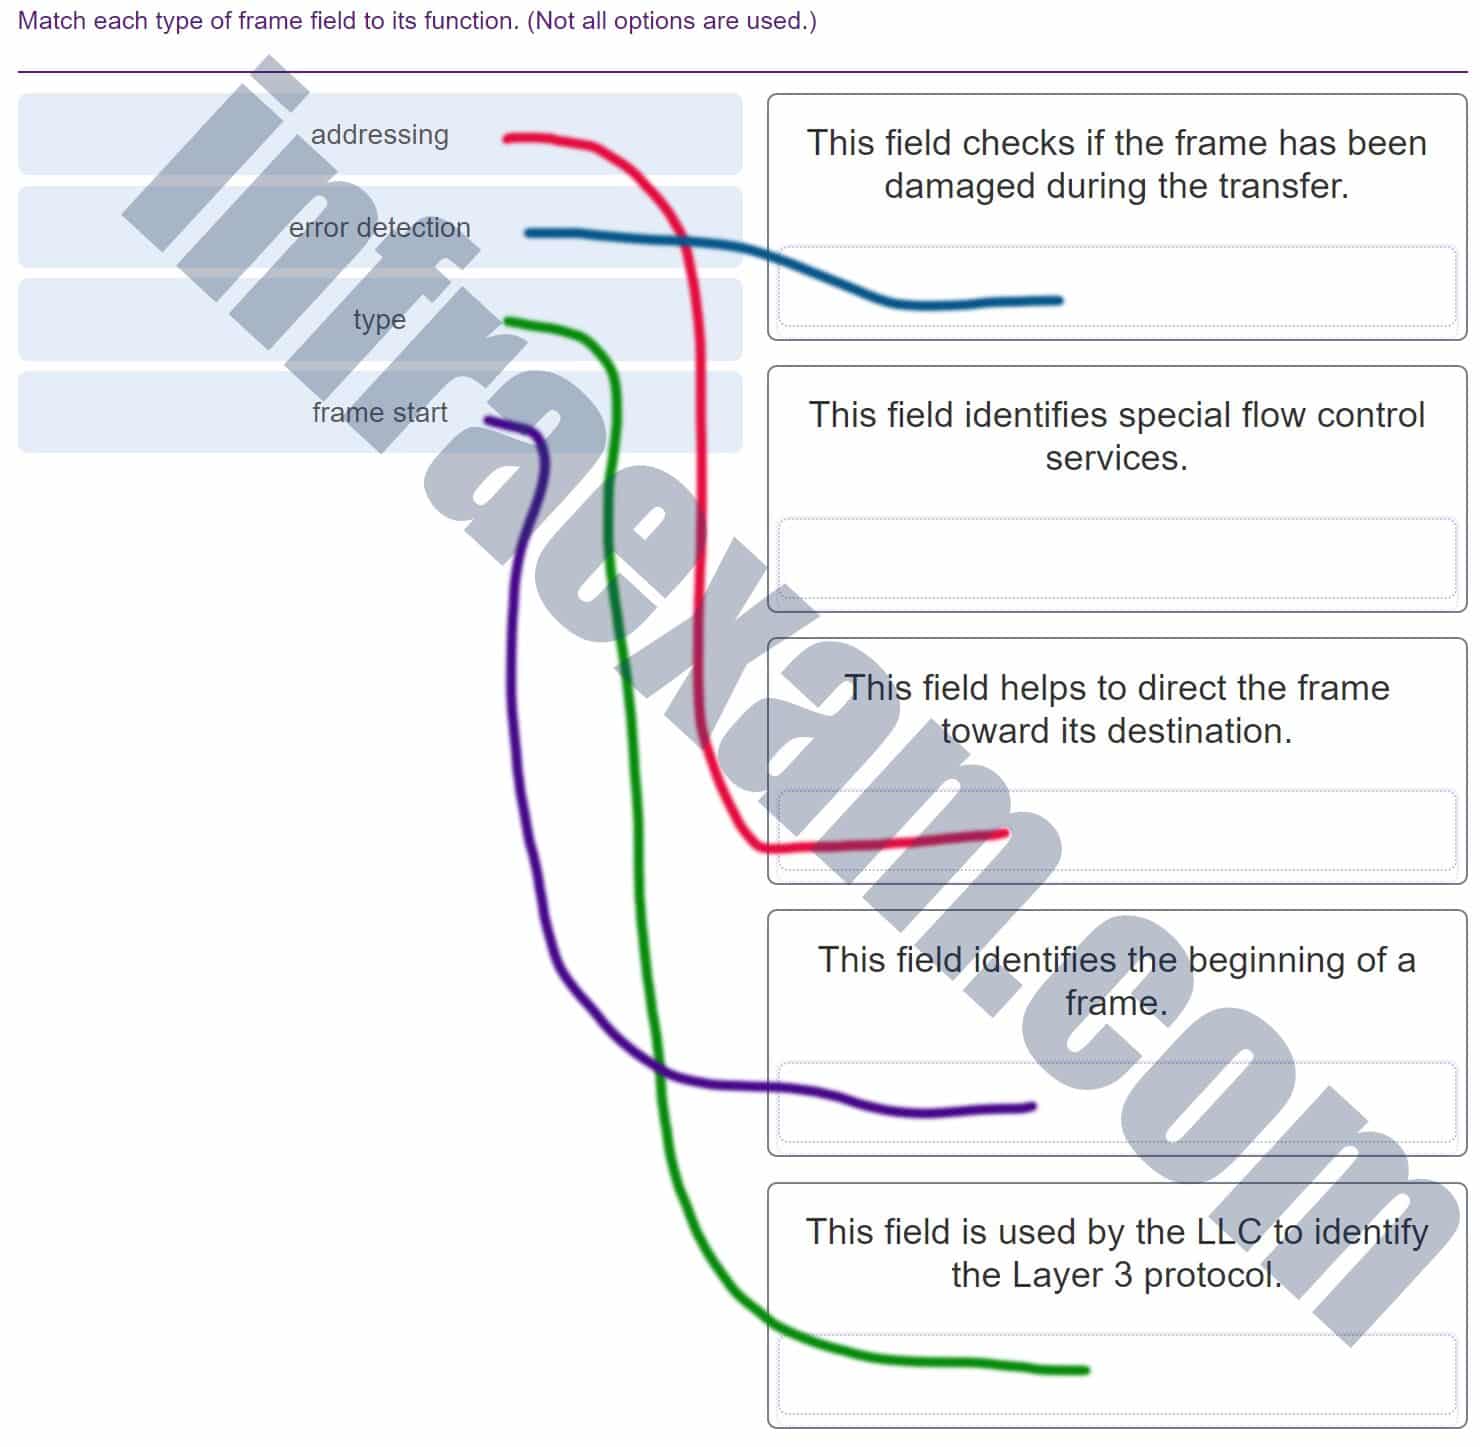 Match each type of frame field to its function. (Not all options are used.)
addressing
error detection
type
frame start
This field checks if the frame has been
damaged during the transfer.
This field identifies special flow control
services.
This field helps to direct the frame
toward its destination.
This field identifies the beginning of a
frame.
This field is used by the LLC to identify
the Layer 3 protocol.
infraexam.com